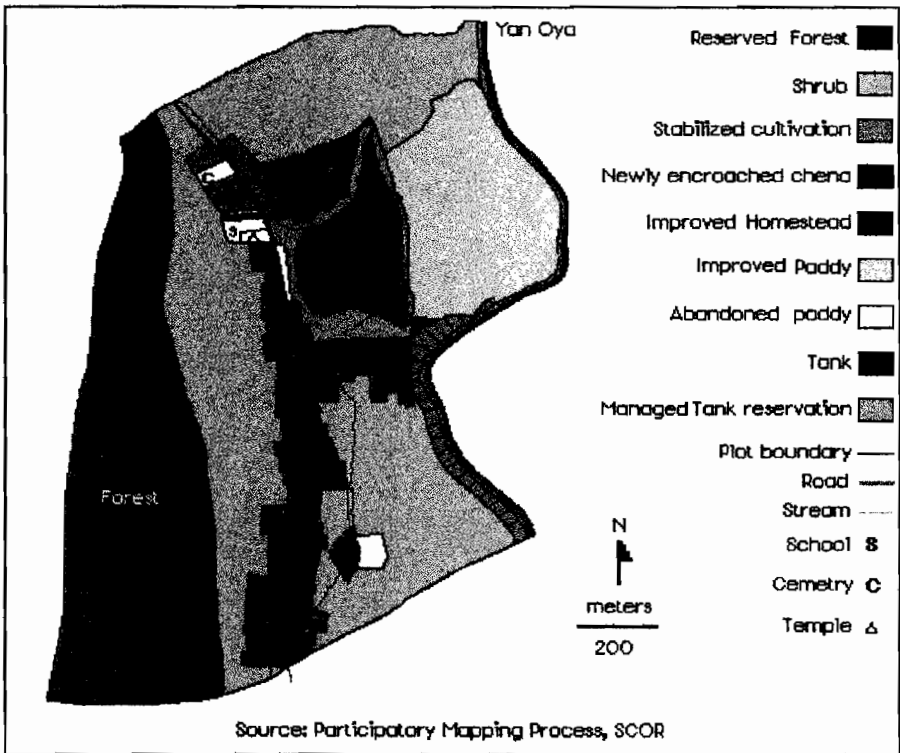 Yan Oya
Reserved Forest
Shrub
Stabilized cultivation
Newly encroached chena
Improved Homestead
Improved Paddy
Abandoned paddy
Tank
Managed Tank reservation
Plot boundary
Road
Stream
School S
Cemetry C
Temple
C
S
Forest
N
meters
200
Source: Participatory Mapping Process, SCOR